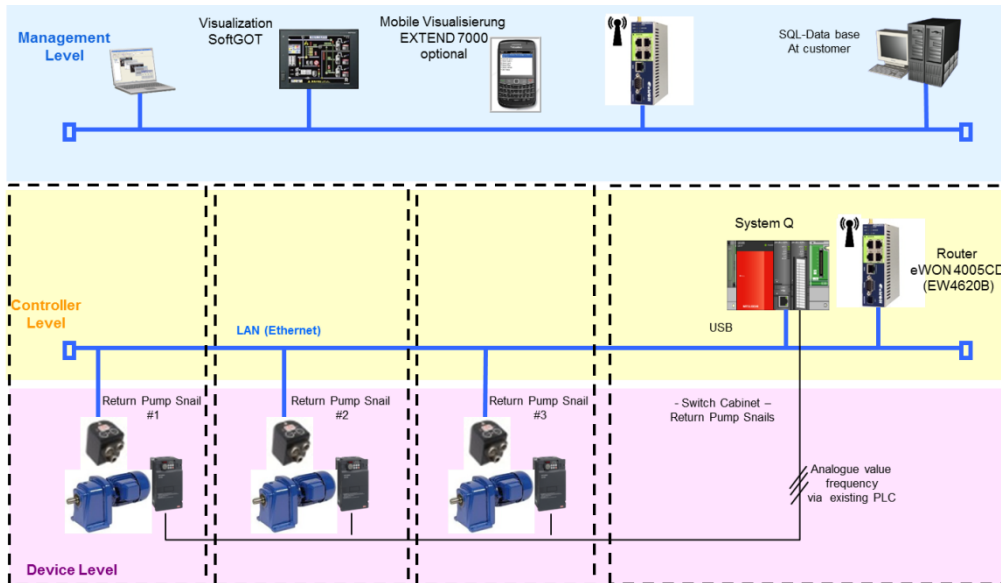 Management
Level
Visualization
SoftGOT
Mobile Visualisierung
EXTEND 7000
optional
SQL-Data base
At customer
System Q
Router
eWON 4005CD
(EW4620B)
Controller
Level
LAN (Ethernet)
USB
Return Pump Snail
#1
Return Pump Snail
#2
Return Pump Snail
#3
- Switch Cabinet –
Return Pump Snails
Analogue value
frequency
via existing PLC
Device Level